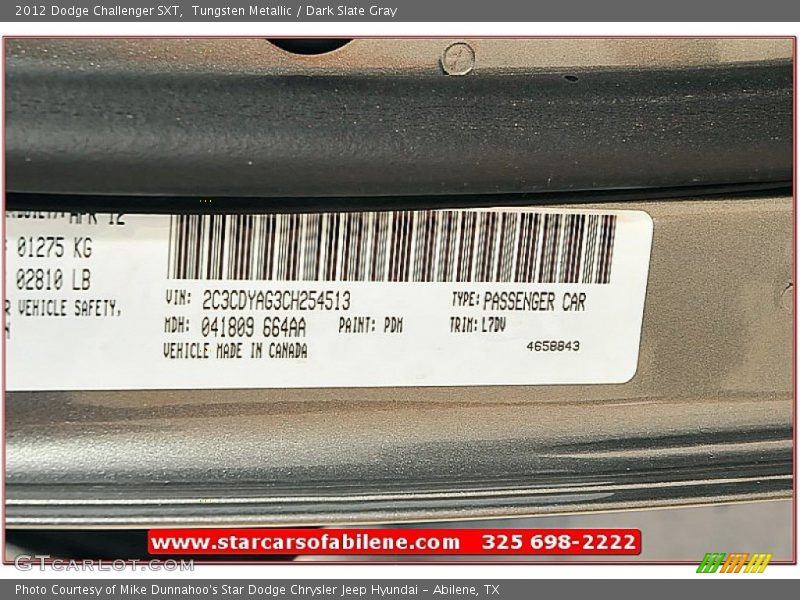 2012 Dodge Challenger SXT,  Tungsten Metallic / Dark Slate Gray
APR 12
01275 KG
02810 LB
VEHICLE SAFETY,
VIN: 2C3CDYAG3CH254513
TYPE: PASSENGER CAR
MDH: 041809 664AA
PAINT: PDM
TRIM: L7DV
VEHICLE MADE IN CANADA
4658843
www.starcarsofabilene.com 325 698-2222
GTCarLot.com
Photo Courtesy of Mike Dunnahoo's Star Dodge Chrysler Jeep Hyundai – Abilene, TX